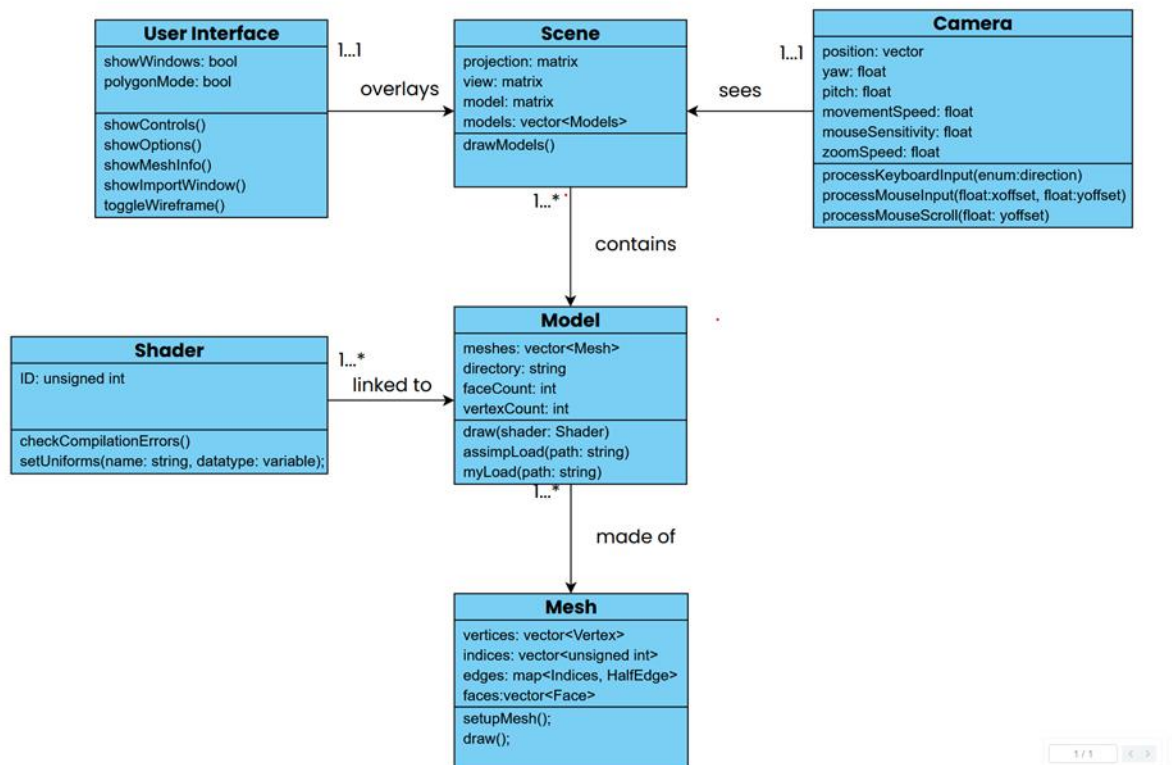 User Interface
showWindows: bool
polygonMode: bool
showControls()
showOptions()
showMeshInfo()
showImportWindow()
toggleWireframe()
1...1
overlays
Scene
projection: matrix
view: matrix
model: matrix
models: vector<Models>
drawModels()
1...1
sees
Camera
position: vector
yaw: float
pitch: float
movementSpeed: float
mouseSensitivity: float
zoomSpeed: float
processKeyboardInput(enum:direction)
processMouseInput(float:xoffset, float:yoffset)
processMouseScroll(float: yoffset)
1...*
contains
Shader
ID: unsigned int
checkCompilationErrors()
setUniforms(name: string, datatype: variable);
1...*
linked to
Model
meshes: vector<Mesh>
directory: string
faceCount: int
vertexCount: int
draw(shader: Shader)
assimpLoad(path: string)
myLoad(path: string)
1...*
made of
Mesh
vertices: vector<Vertex>
indices: vector<unsigned int>
edges: map<Indices, HalfEdge>
faces:vector<Face>
setupMesh();
draw();
1 / 1